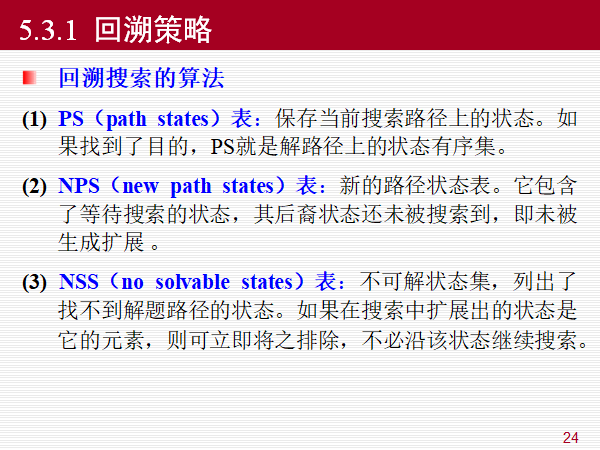 5.3.1 回溯策略
回溯搜索的算法
(1) PS（path states）表：保存当前搜索路径上的状态。如
果找到了目的，PS就是解路径上的状态有序集。
(2) NPS（new path states）表：新的路径状态表。它包含
了等待搜索的状态，其后裔状态还未被搜索到，即未被
生成扩展 。
(3) NSS（no solvable states）表：不可解状态集，列出了
找不到解题路径的状态。如果在搜索中扩展出的状态是
它的元素，则可立即将之排除，不必沿该状态继续搜索。
24